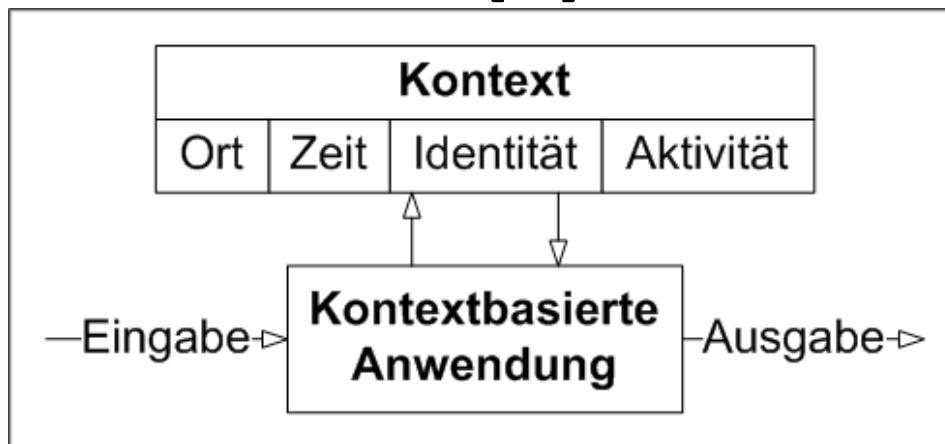 Kontext
Ort Zeit Identität Aktivität
Kontextbasierte
Eingabe Ausgabe
Anwendung